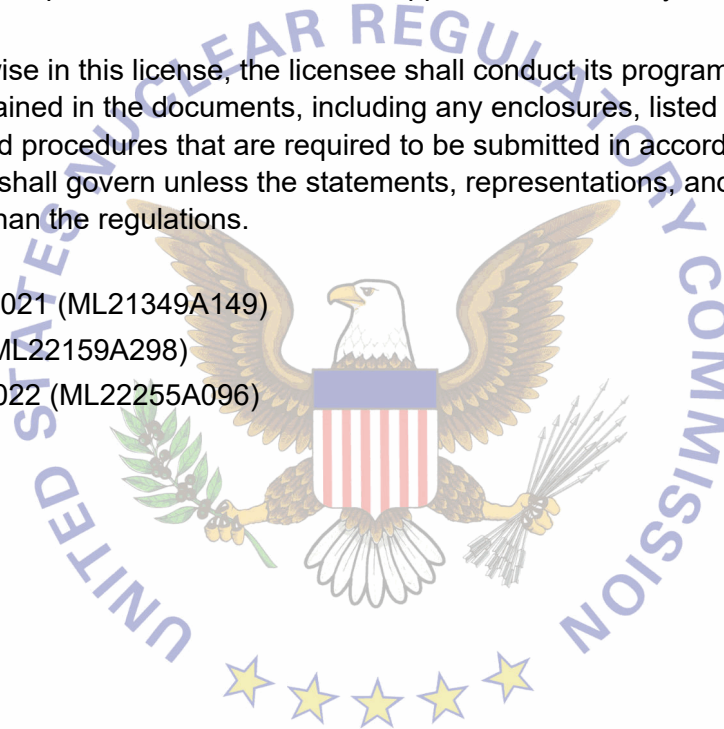 ise in this license, the licensee shall conduct its program
ained in the documents, including any enclosures, listed
d procedures that are required to be submitted in accord
shall govern unless the statements, representations, and
han the regulations.
021 (ML21349A149)
ML22159A298)
022 (ML22255A096)
UNITED STATES NUCLEAR REGULATORY COMMISSION